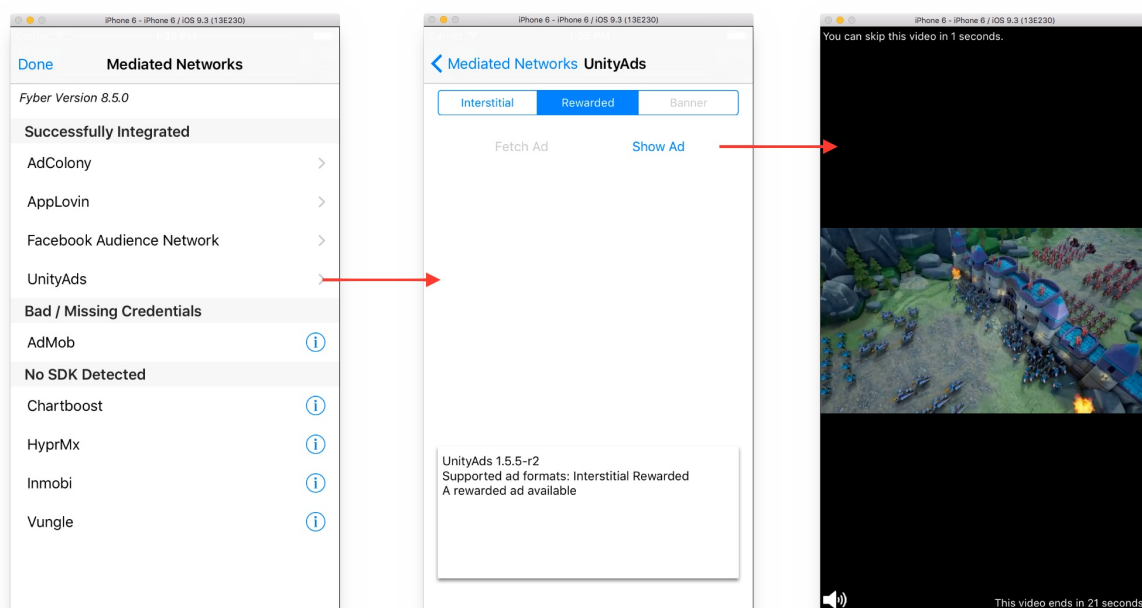 iPhone 6 - iPhone 6 / iOS 9.3 (13E230)
Done Mediated Networks
Fyber Version 8.5.0
Successfully Integrated
AdColony
AppLovin
Facebook Audience Network
UnityAds
Bad / Missing Credentials
AdMob
No SDK Detected
Chartboost
HyprMx
Inmobi
Vungle
iPhone 6 - iPhone 6 / iOS 9.3 (13E230)
Mediated Networks UnityAds
Interstitial Rewarded Banner
Fetch Ad Show Ad
UnityAds 1.5.5-r2
Supported ad formats: Interstitial Rewarded
A rewarded ad available
iPhone 6 - iPhone 6 / iOS 9.3 (13E230)
You can skip this video in 1 seconds.
This video ends in 21 seconds